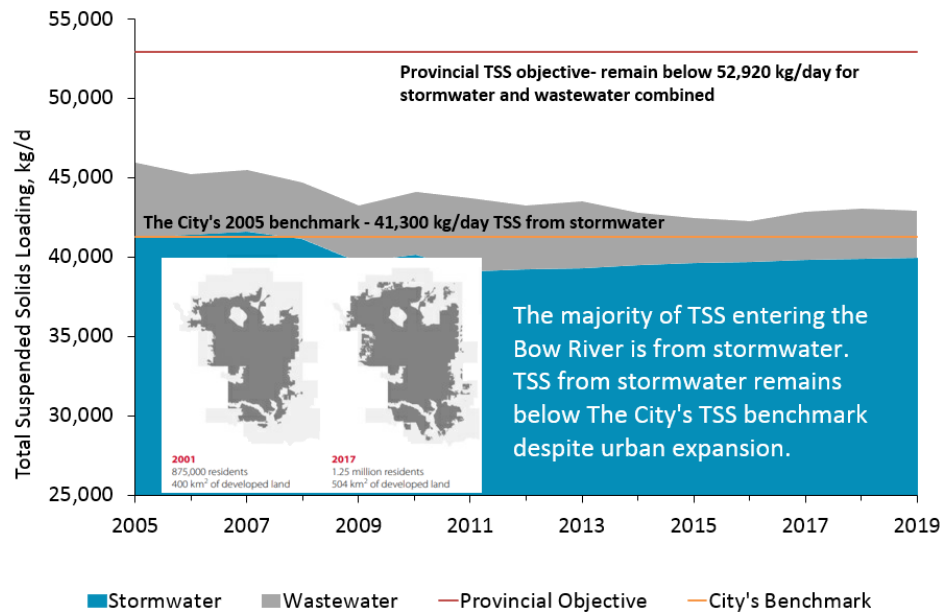 55,000
50,000
45,000
40,000
35,000
30,000
25,000
Total Suspended Solids Loading, kg/d
Provincial TSS objective- remain below 52,920 kg/day for
stormwater and wastewater combined
The City's 2005 benchmark - 41,300 kg/day TSS from stormwater
2001
875,000 residents
400 km² of developed land
2017
1.25 million residents
504 km² of developed land
The majority of TSS entering the
Bow River is from stormwater.
TSS from stormwater remains
below The City's TSS benchmark
despite urban expansion.
2005 2007 2009 2011 2013 2015 2017 2019
Stormwater Wastewater Provincial Objective City's Benchmark